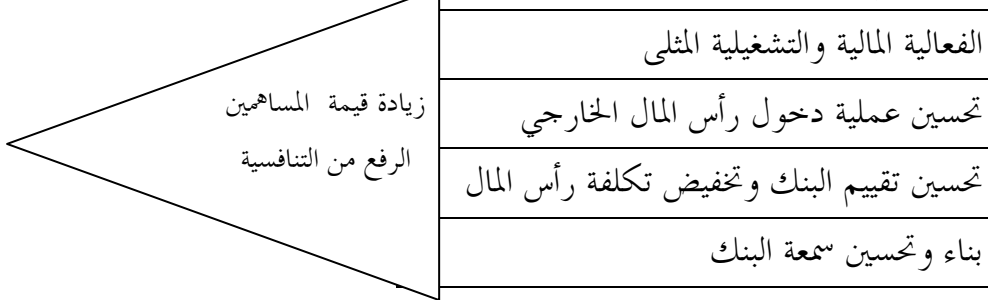 الفعالية المالية والتشغيلية المثلى
تحسين عملية دخول رأس المال الخارجي
تحسين تقييم البنك وتخفيض تكلفة رأس المال
بناء وتحسين سمعة البنك
زيادة قيمة المساهمين
الرفع من التنافسية